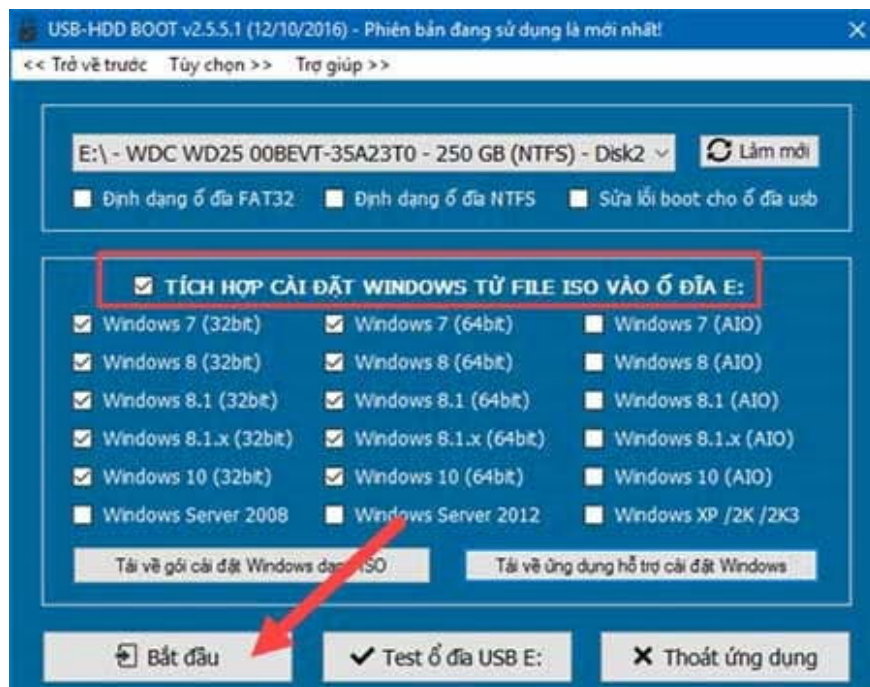 USB-HDD BOOT v2.5.5.1 (12/10/2016) - Phiên bản đang sử dụng là mới nhất!
<< Trở về trước Tùy chọn >> Trợ giúp >>
E:\ - WDC WD25 00BEVT-35A23T0 - 250 GB (NTFS) - Disk2 Làm mới
Định dạng ổ đĩa FAT32 Định dạng ổ đĩa NTFS Sửa lỗi boot cho ổ đĩa usb
TÍCH HỢP CÀI ĐẶT WINDOWS TỪ FILE ISO VÀO Ổ ĐĨA E:
Windows 7 (32bit) Windows 7 (64bit) Windows 7 (AIO)
Windows 8 (32bit) Windows 8 (64bit) Windows 8 (AIO)
Windows 8.1 (32bit) Windows 8.1 (64bit) Windows 8.1 (AIO)
Windows 8.1.x (32bit) Windows 8.1.x (64bit) Windows 8.1.x (AIO)
Windows 10 (32bit) Windows 10 (64bit) Windows 10 (AIO)
Windows Server 2008 Windows Server 2012 Windows XP /2K /2K3
Tải về gói cài đặt Windows dạng ISO Tải về ứng dụng hỗ trợ cài đặt Windows
Bắt đầu Test ổ đĩa USB E: Thoát ứng dụng